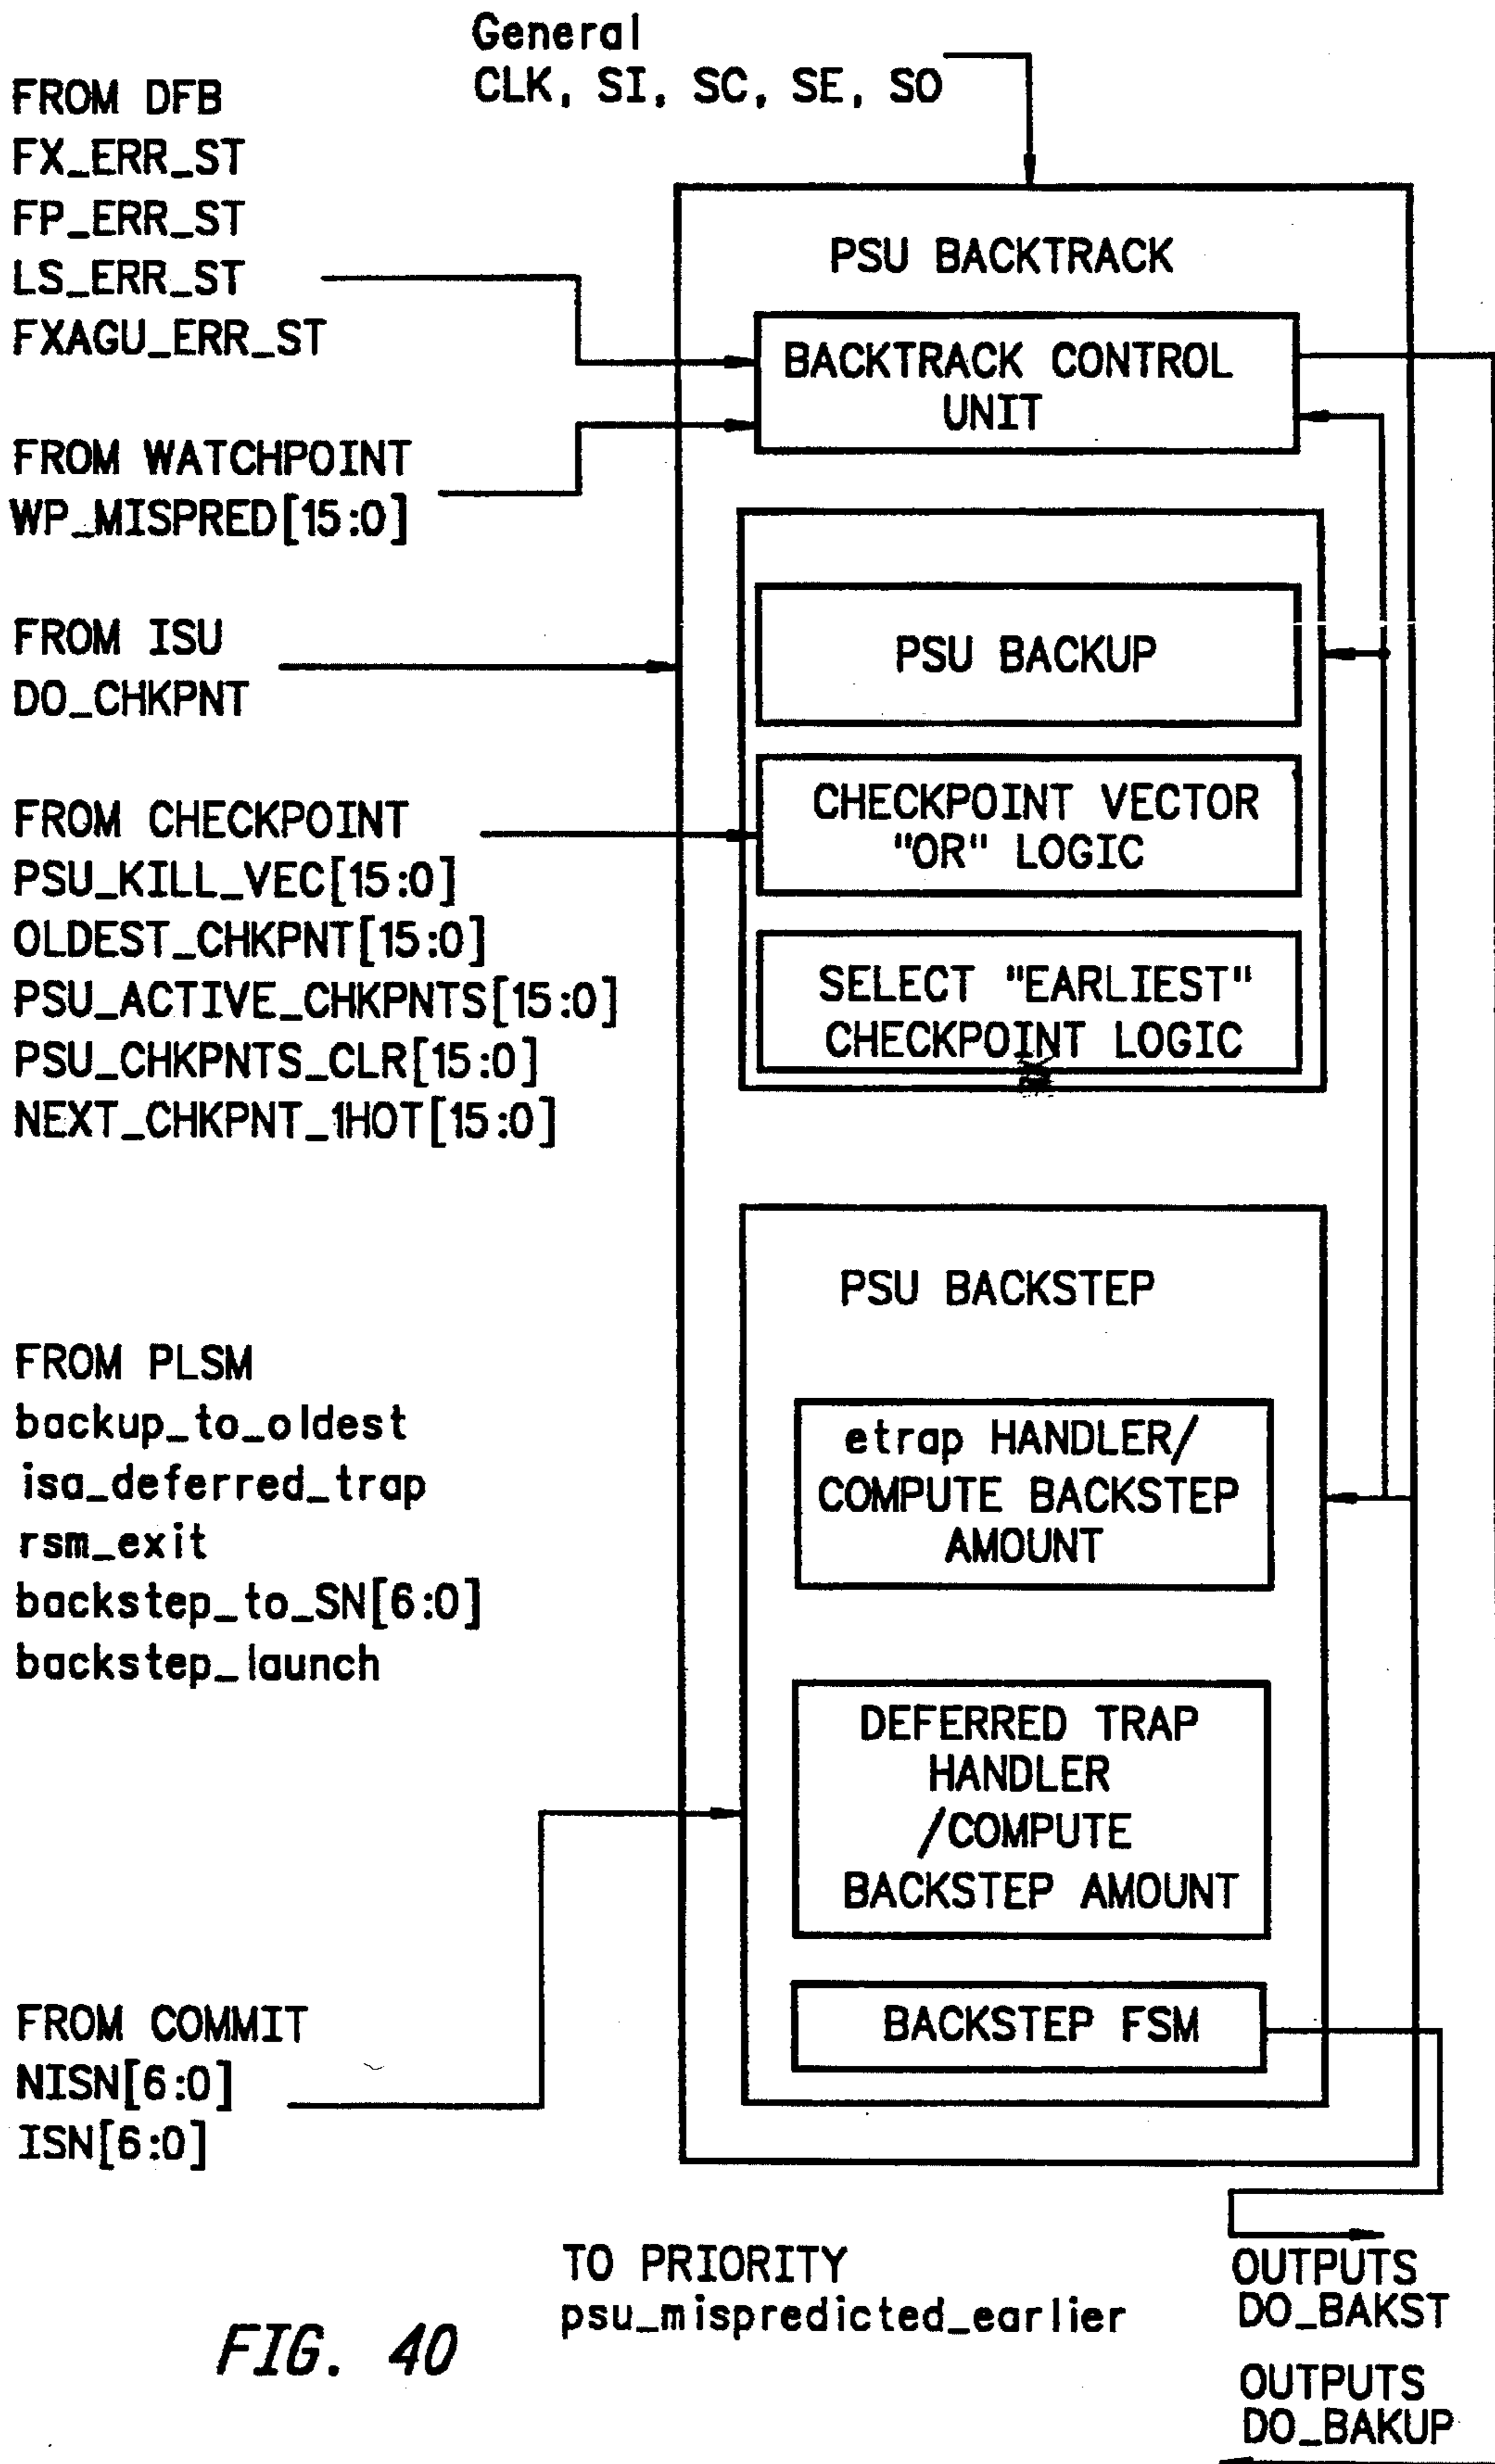 General
CLK, SI, SC, SE, SO
FROM DFB
FX_ERR_ST
FP_ERR_ST
LS_ERR_ST
FXAGU_ERR_ST
FROM WATCHPOINT
WP_MISPRED[15:0]
FROM ISU
DO_CHKPNT
FROM CHECKPOINT
PSU_KILL_VEC[15:0]
OLDEST_CHKPNT[15:0]
PSU_ACTIVE_CHKPNTS[15:0]
PSU_CHKPNTS_CLR[15:0]
NEXT_CHKPNT_1HOT[15:0]
FROM PLSM
backup_to_oldest
isa_deferred_trap
rsm_exit
backstep_to_SN[6:0]
backstep_launch
FROM COMMIT
NISN[6:0]
ISN[6:0]
PSU BACKTRACK
BACKTRACK CONTROL
UNIT
PSU BACKUP
CHECKPOINT VECTOR
"OR" LOGIC
SELECT "EARLIEST"
CHECKPOINT LOGIC
PSU BACKSTEP
etrap HANDLER/
COMPUTE BACKSTEP
AMOUNT
DEFERRED TRAP
HANDLER
/COMPUTE
BACKSTEP AMOUNT
BACKSTEP FSM
TO PRIORITY
psu_mispredicted_earlier
OUTPUTS
DO_BAKST
OUTPUTS
DO_BAKUP
FIG. 40